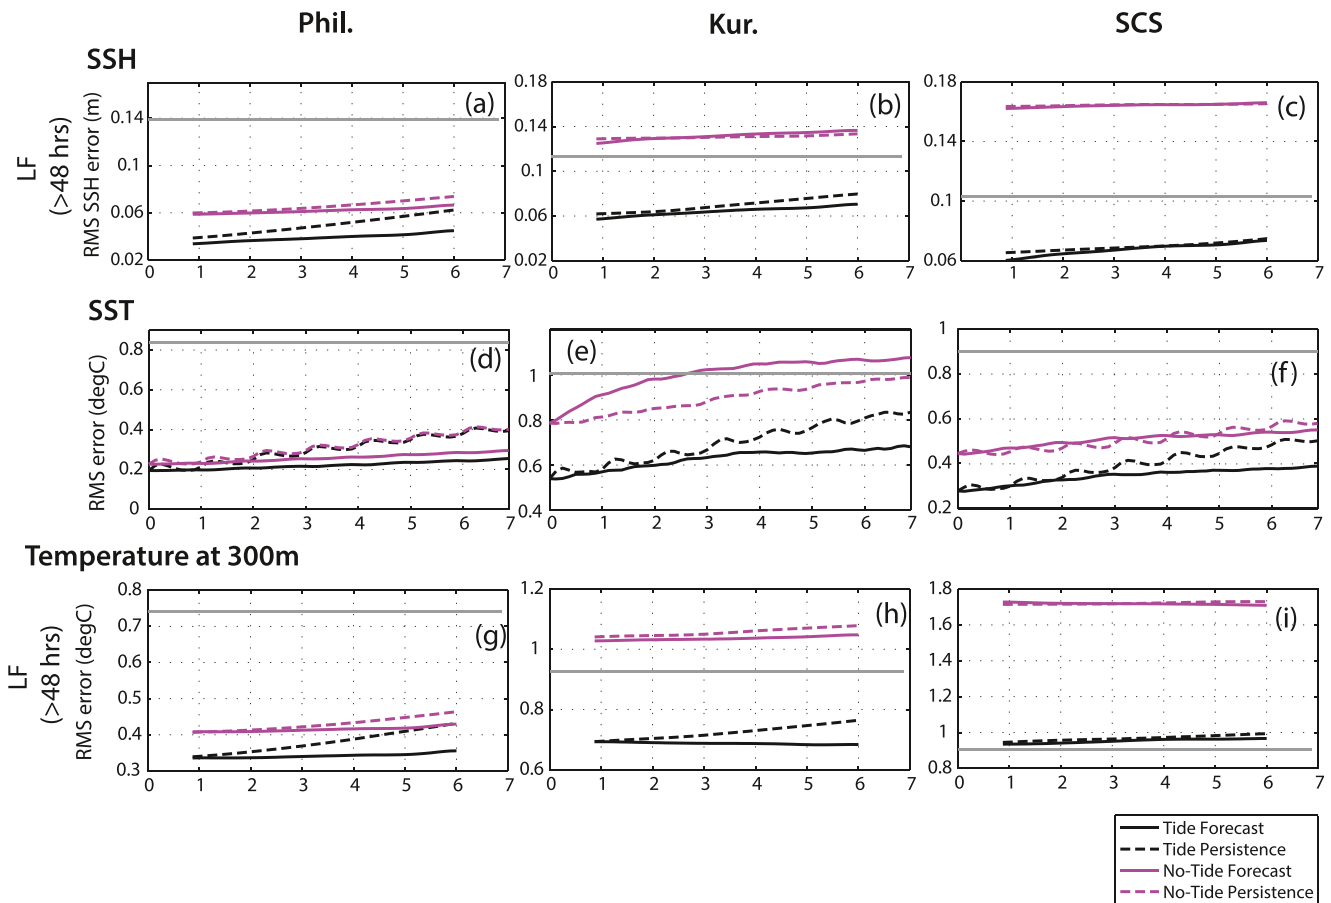 Phil.
Kur.
SCS
SSH
LF
(>48 hrs)
RMS SSH error (m)
0.14
0.1
0.06
0.02
0 1 2 3 4 5 6 7
(a)
0.18
0.14
0.1
0.06
0.02
0 1 2 3 4 5 6 7
(b)
0.18
0.14
0.1
0.06
0 1 2 3 4 5 6 7
(c)
SST
RMS error (degC)
0.8
0.6
0.4
0.2
0
0 1 2 3 4 5 6 7
(d)
1
0.8
0.6
0.4
0 1 2 3 4 5 6 7
(e)
1
0.8
0.6
0.4
0.2
0 1 2 3 4 5 6 7
(f)
Temperature at 300m
LF
(>48 hrs)
RMS error (degC)
0.8
0.7
0.6
0.5
0.4
0.3
0 1 2 3 4 5 6 7
(g)
1.2
1
0.8
0.6
0 1 2 3 4 5 6 7
(h)
1.8
1.6
1.4
1.2
1
0.8
0 1 2 3 4 5 6 7
(i)
Tide Forecast
Tide Persistence
No-Tide Forecast
No-Tide Persistence